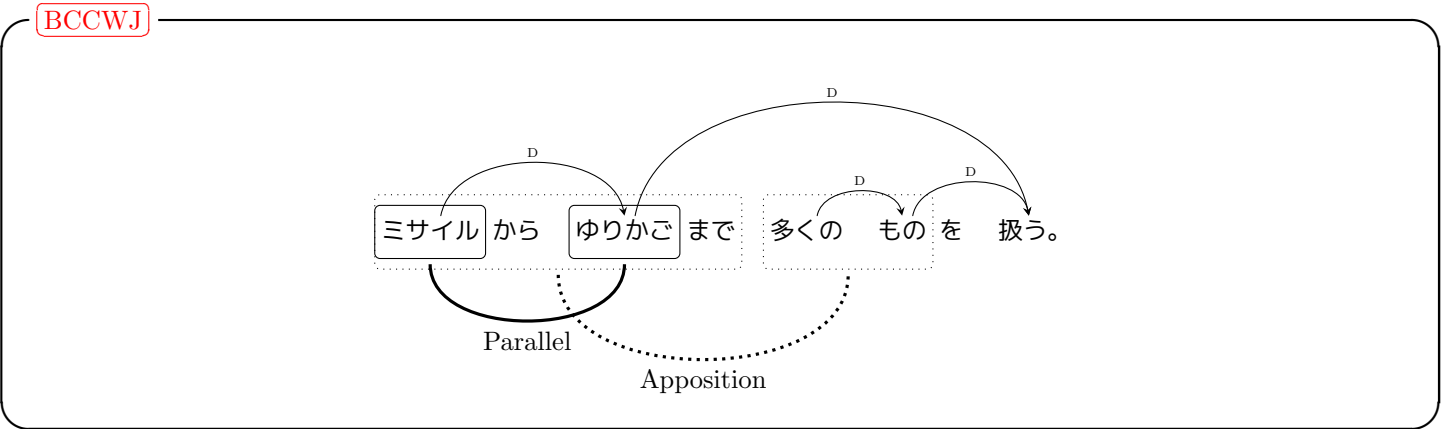 BCCWJ
D
D
D
D
ミサイル から ゆりかご まで 多くの もの を 扱う。
Parallel
Apposition